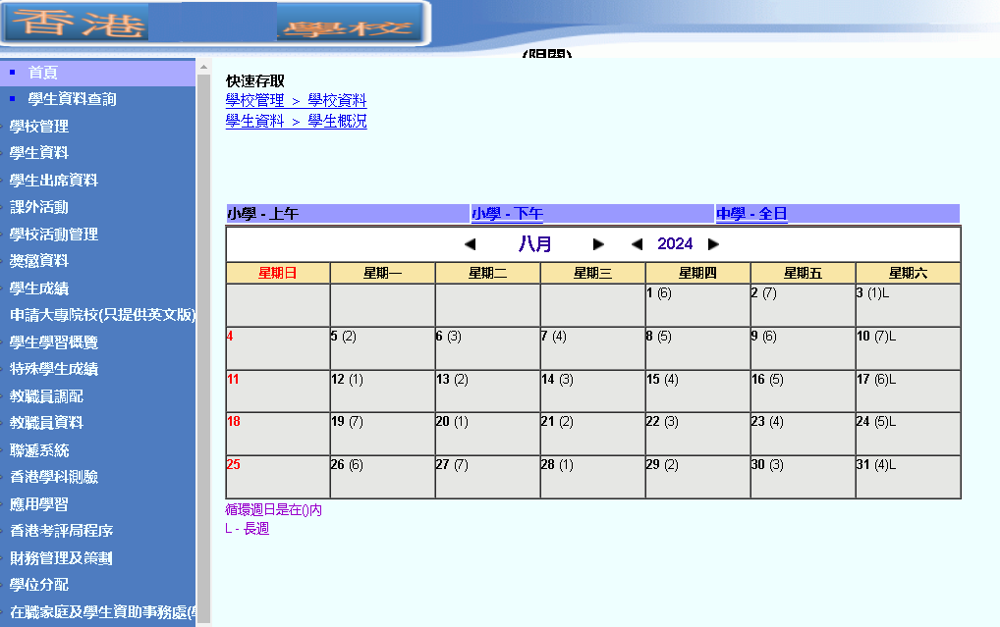 香港 學校
(限閱)
首頁
學生資料查詢
學校管理
學生資料
學生出席資料
課外活動
學校活動管理
獎懲資料
學生成績
申請大專院校(只提供英文版)
學生學習概覽
特殊學生成績
教職員調配
教職員資料
聯遞系統
香港學科測驗
應用學習
香港考評局程序
財務管理及策劃
學位分配
在職家庭及學生資助事務處(學
快速存取
學校管理 > 學校資料
學生資料 > 學生概況
小學 - 上午 小學 - 下午 中學 - 全日
八月 2024
星期日 星期一 星期二 星期三 星期四 星期五 星期六
1 (6) 2 (7) 3 (1)L
4 5 (2) 6 (3) 7 (4) 8 (5) 9 (6) 10 (7)L
11 12 (1) 13 (2) 14 (3) 15 (4) 16 (5) 17 (6)L
18 19 (7) 20 (1) 21 (2) 22 (3) 23 (4) 24 (5)L
25 26 (6) 27 (7) 28 (1) 29 (2) 30 (3) 31 (4)L
循環週日是在()內
L - 長週